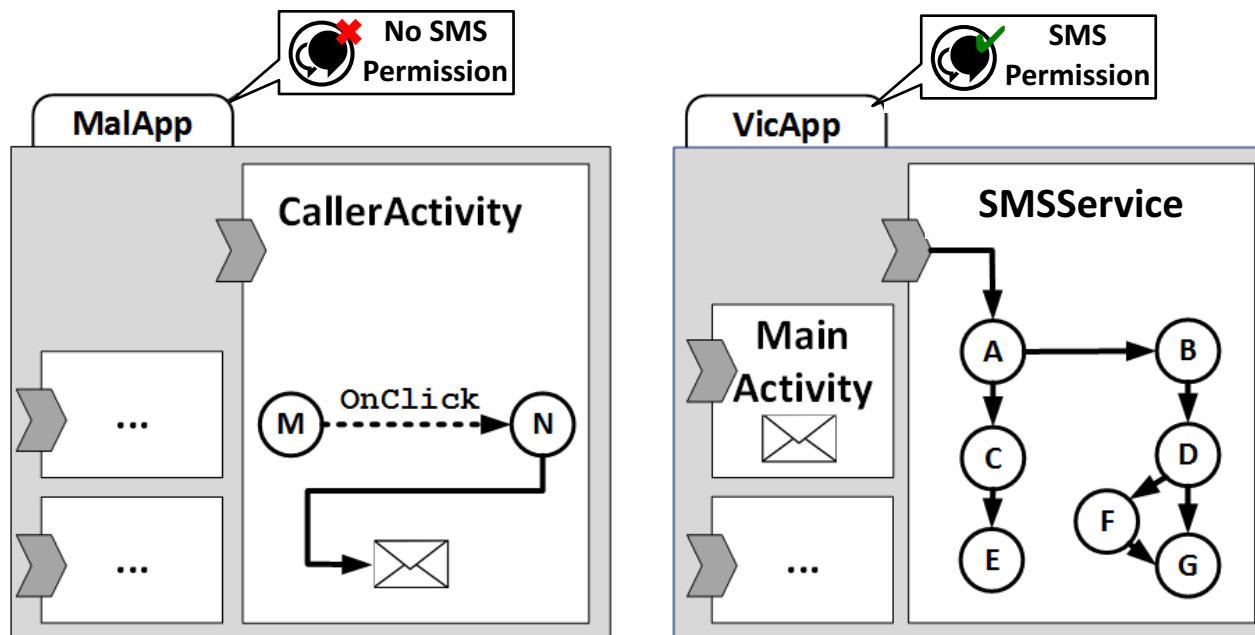 No SMS
Permission
MalApp
CallerActivity
...
M
OnClick
N
...
SMS
Permission
VicApp
SMSService
Main
Activity
...
A
B
C
D
F
E
G